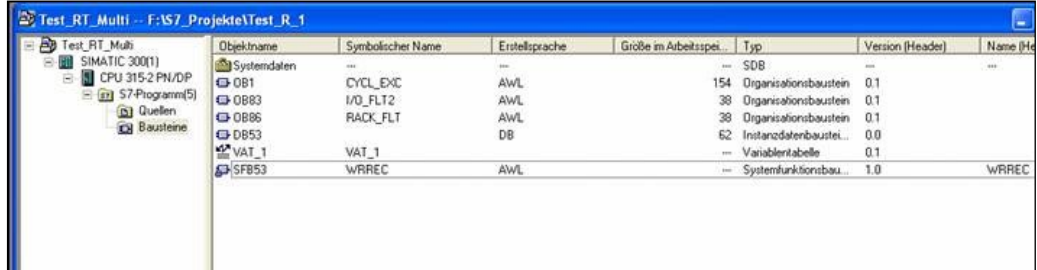 Test_RT_Multi -- F:\S7_Projekte\Test_R_1
Test_RT_Multi
SIMATIC 300(1)
CPU 315-2 PN/DP
S7-Programm(5)
Quellen
Bausteine
Objektname Symbolischer Name Erstellsprache Größe im Arbeitsspei... Typ Version (Header) Name (He
Systemdaten --- --- --- SDB --- ---
OB1 CYCL_EXC AWL 154 Organisationsbaustein 0.1
OB83 I/O_FLT2 AWL 38 Organisationsbaustein 0.1
OB86 RACK_FLT AWL 38 Organisationsbaustein 0.1
DB53 DB 62 Instanzdatenbaustei... 0.0
VAT_1 VAT_1 --- Variablentabelle 0.1
SFB53 WRREC AWL --- Systemfunktionsbau... 1.0 WRREC